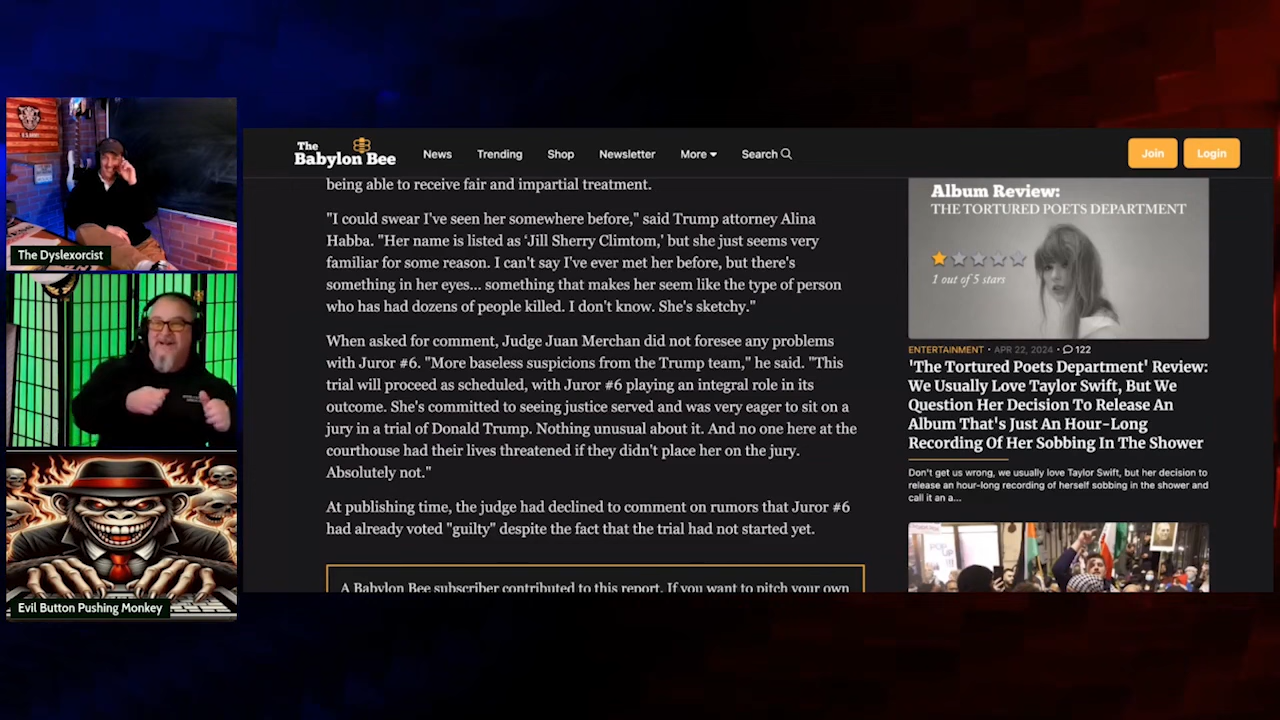 The Dyslexorcist
Evil Button Pushing Monkey
The
Babylon Bee
News
Trending
Shop
Newsletter
More
Search
Join
Login
being able to receive fair and impartial treatment.
"I could swear I've seen her somewhere before," said Trump attorney Alina
Habba. "Her name is listed as ‘Jill Sherry Climtom,’ but she just seems very
familiar for some reason. I can't say I've ever met her before, but there's
something in her eyes... something that makes her seem like the type of person
who has had dozens of people killed. I don't know. She's sketchy."
When asked for comment, Judge Juan Merchan did not foresee any problems
with Juror #6. "More baseless suspicions from the Trump team," he said. "This
trial will proceed as scheduled, with Juror #6 playing an integral role in its
outcome. She's committed to seeing justice served and was very eager to sit on a
jury in a trial of Donald Trump. Nothing unusual about it. And no one here at the
courthouse had their lives threatened if they didn't place her on the jury.
Absolutely not."
At publishing time, the judge had declined to comment on rumors that Juror #6
had already voted "guilty" despite the fact that the trial had not started yet.
A Babylon Bee subscriber contributed to this report. If you want to pitch your own
Album Review:
THE TORTURED POETS DEPARTMENT
1 out of 5 stars
ENTERTAINMENT · APR 22, 2024 · 122
'The Tortured Poets Department' Review:
We Usually Love Taylor Swift, But We
Question Her Decision To Release An
Album That's Just An Hour-Long
Recording Of Her Sobbing In The Shower
Don't get us wrong, we usually love Taylor Swift, but her decision to
release an hour-long recording of herself sobbing in the shower and
call it an a...